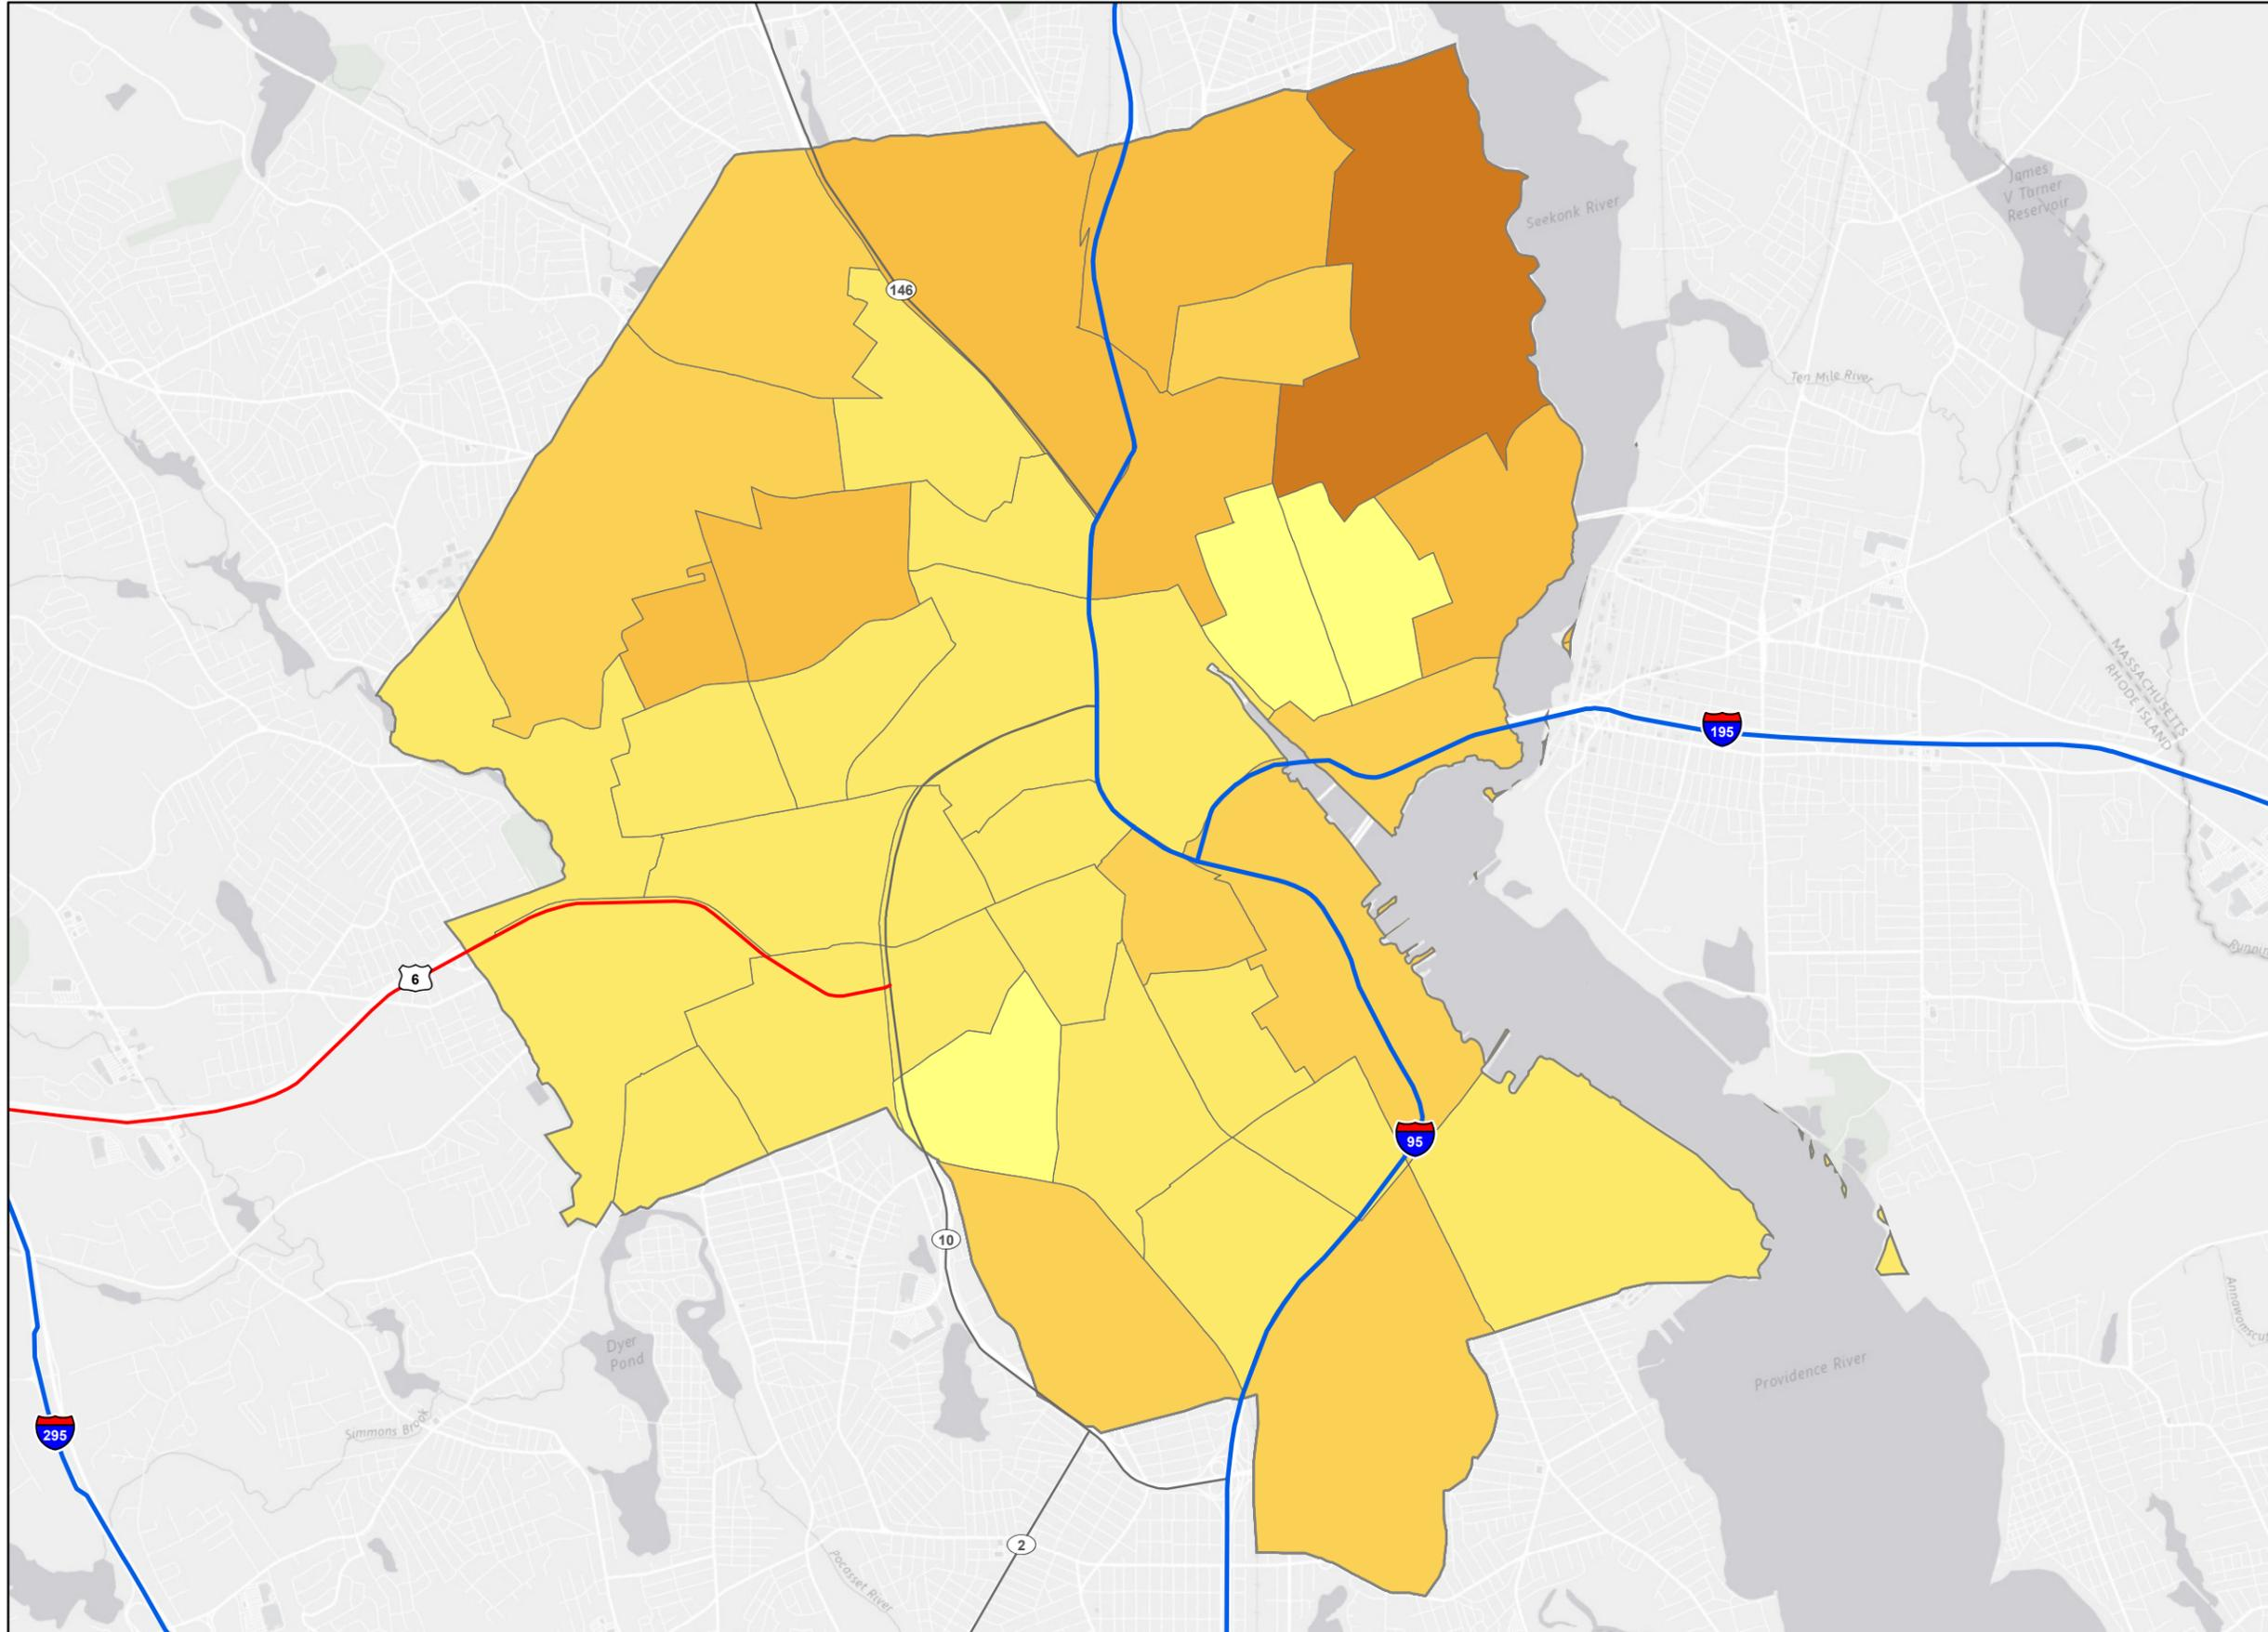 James
V Turner
Reservoir
Seekonk River
146
Ten Mile River
MASSACHUSETTS
RHODE ISLAND
195
6
95
10
Annawomscut
Dyer
Pond
Providence River
Simmons Brook
295
2
Pocasset River